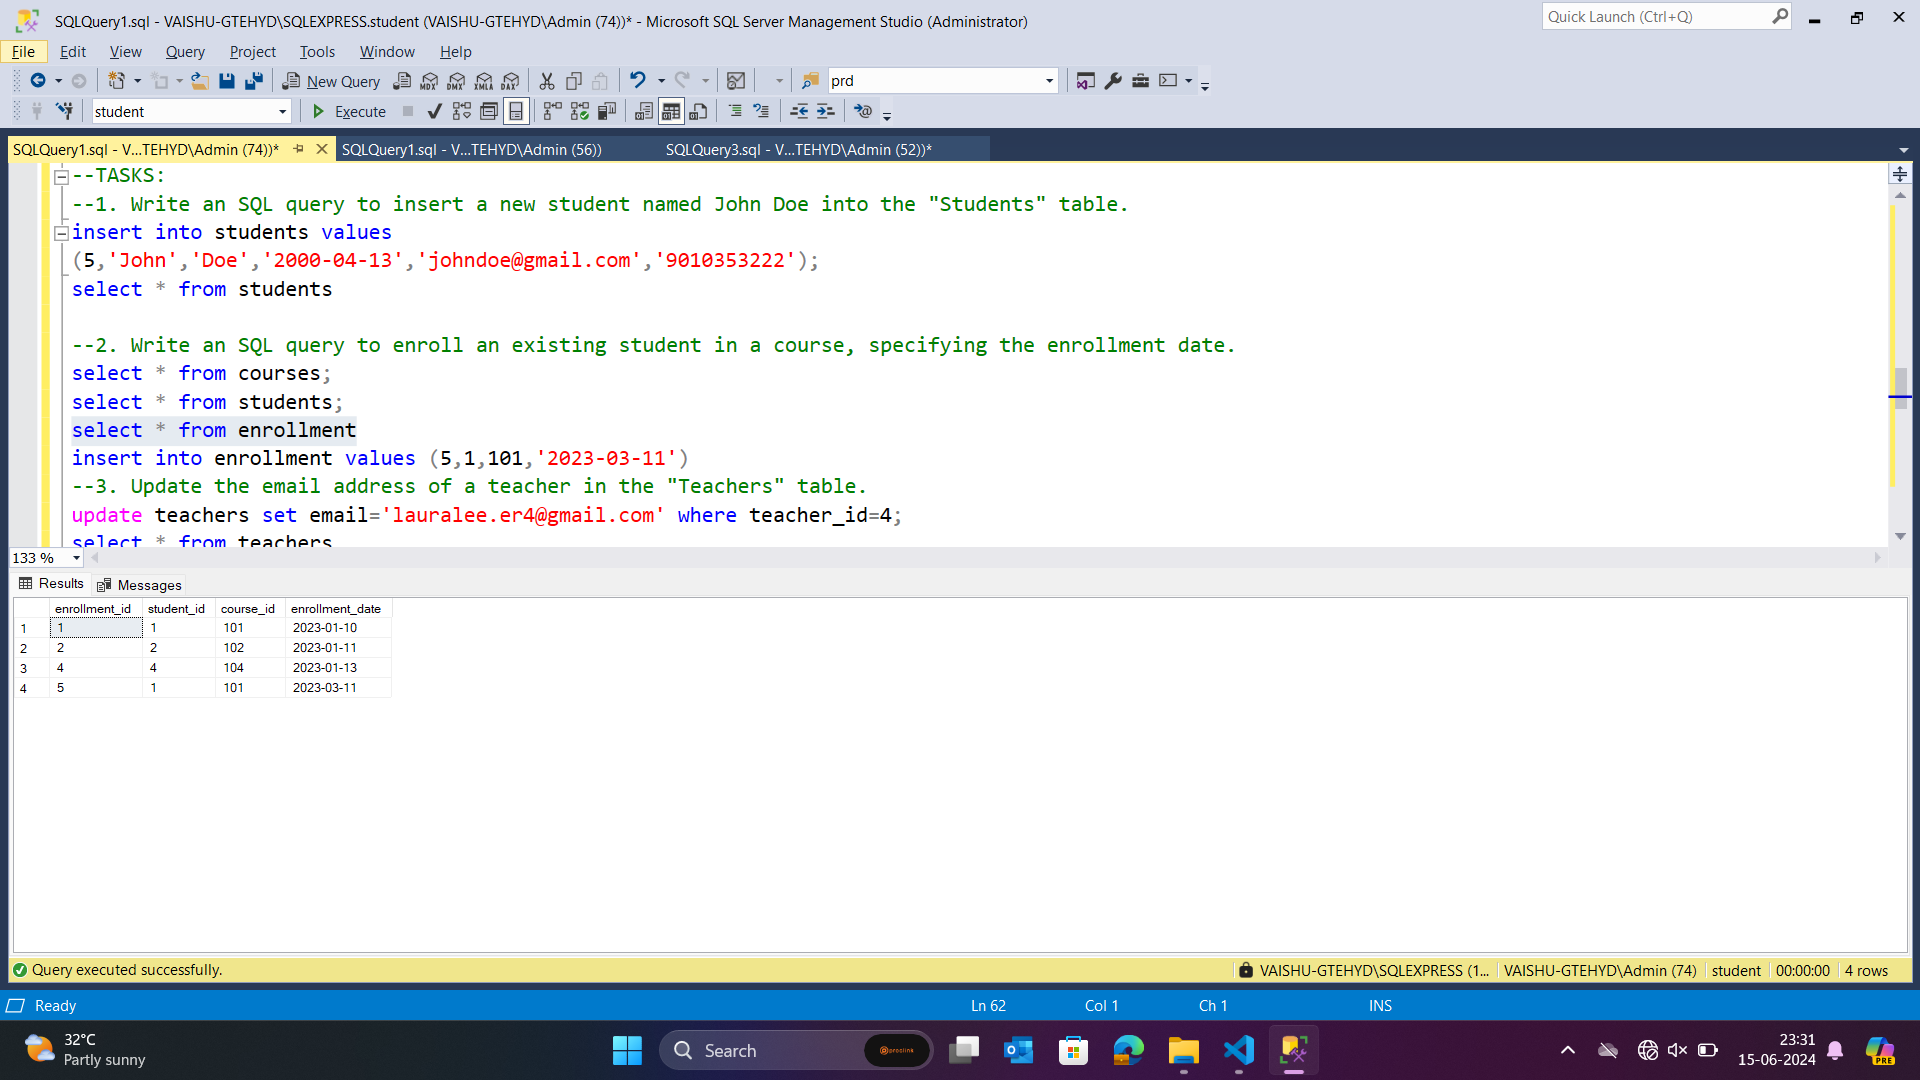 SQLQuery1.sql - VAISHU-GTEHYD\SQLEXPRESS.student (VAISHU-GTEHYD\Admin (74))* - Microsoft SQL Server Management Studio (Administrator)
Quick Launch (Ctrl+Q)
File Edit View Query Project Tools Window Help
New Query MDX DMX XMLA DAX prd
student Execute
SQLQuery1.sql - V...TEHYD\Admin (74))* SQLQuery1.sql - V...TEHYD\Admin (56)) SQLQuery3.sql - V...TEHYD\Admin (52))*
--TASKS:
--1. Write an SQL query to insert a new student named John Doe into the "Students" table.
insert into students values
(5,'John','Doe','2000-04-13','johndoe@gmail.com','9010353222');
select * from students
--2. Write an SQL query to enroll an existing student in a course, specifying the enrollment date.
select * from courses;
select * from students;
select * from enrollment
insert into enrollment values (5,1,101,'2023-03-11')
--3. Update the email address of a teacher in the "Teachers" table.
update teachers set email='lauralee.er4@gmail.com' where teacher_id=4;
select * from teachers
133 %
Results Messages
enrollment_id student_id course_id enrollment_date
1 1 1 101 2023-01-10
2 2 2 102 2023-01-11
3 4 4 104 2023-01-13
4 5 1 101 2023-03-11
Query executed successfully. VAISHU-GTEHYD\SQLEXPRESS (1... VAISHU-GTEHYD\Admin (74) student 00:00:00 4 rows
Ready Ln 62 Col 1 Ch 1 INS
32°C
Partly sunny
Search
23:31
15-06-2024
PRE